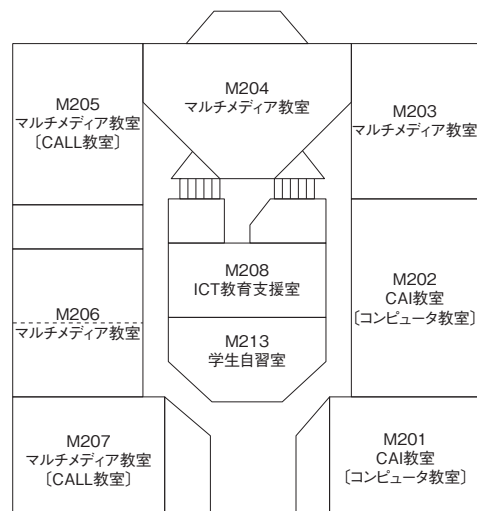 M204
マルチメディア教室
M205
マルチメディア教室
〔CALL教室〕
M203
マルチメディア教室
M208
ICT教育支援室
M202
CAI教室
〔コンピュータ教室〕
M206
マルチメディア教室
M213
学生自習室
M207
マルチメディア教室
〔CALL教室〕
M201
CAI教室
〔コンピュータ教室〕